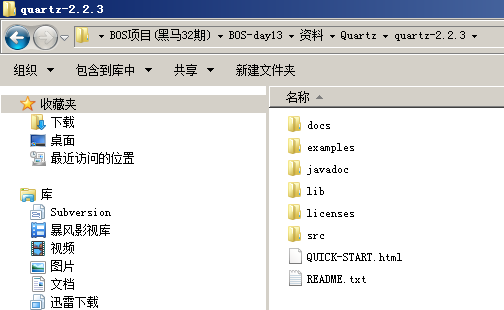 quartz-2.2.3
BOS项目(黑马32期) BOS-day13 资料 Quartz quartz-2.2.3
组织 包含到库中 共享 新建文件夹
收藏夹
下载
桌面
最近访问的位置
库
Subversion
暴风影视库
视频
图片
文档
迅雷下载
名称
docs
examples
javadoc
lib
licenses
src
QUICK-START.html
README.txt